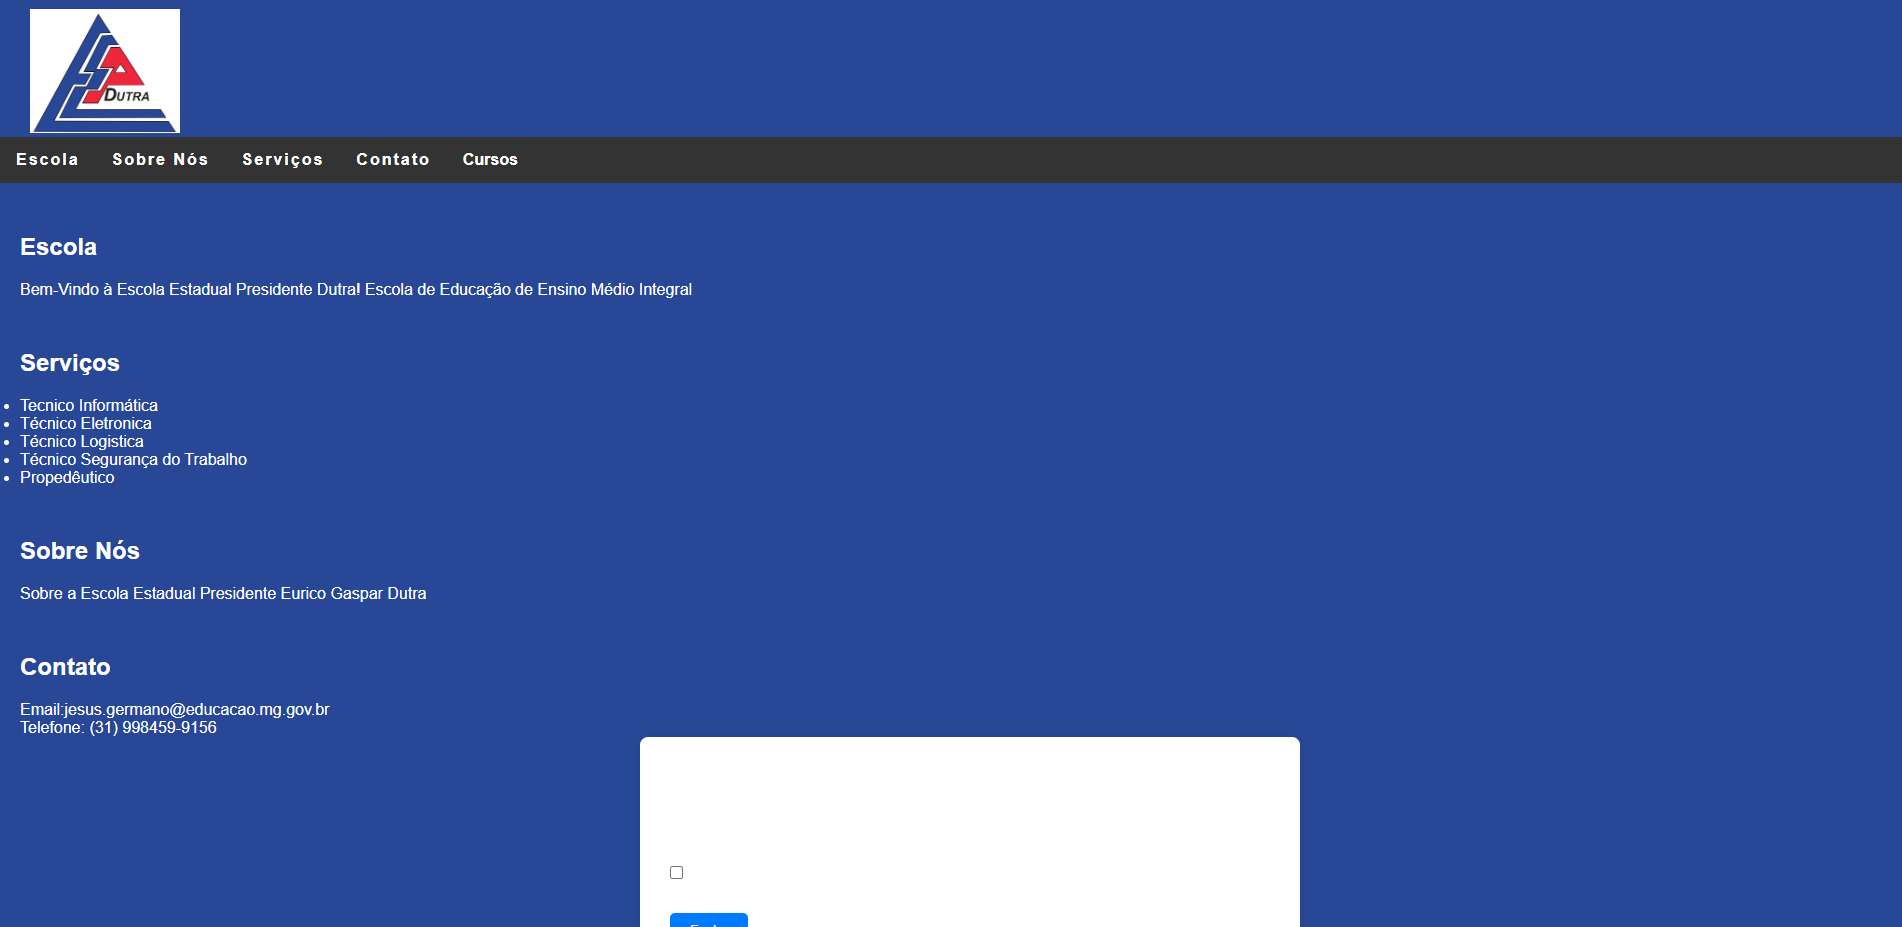 DUTRA
Escola Sobre Nós Serviços Contato Cursos
Escola
Bem-Vindo à Escola Estadual Presidente Dutra! Escola de Educação de Ensino Médio Integral
Serviços
Tecnico Informática
Técnico Eletronica
Técnico Logistica
Técnico Segurança do Trabalho
Propedêutico
Sobre Nós
Sobre a Escola Estadual Presidente Eurico Gaspar Dutra
Contato
Email:jesus.germano@educacao.mg.gov.br
Telefone: (31) 998459-9156